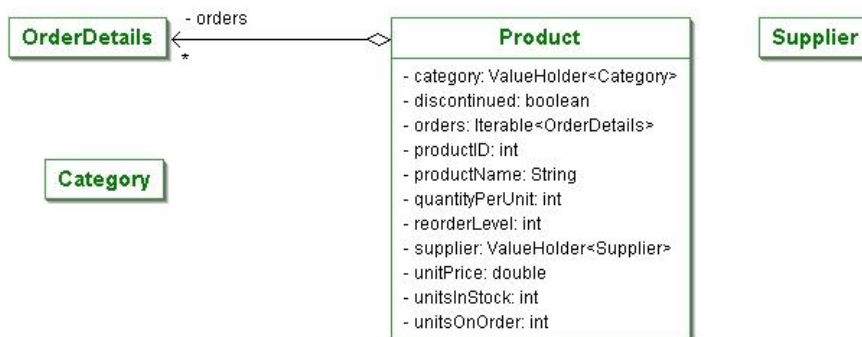 - orders
OrderDetails
*
Product
Supplier
- category: ValueHolder<Category>
- discontinued: boolean
- orders: Iterable<OrderDetails>
- productID: int
- productName: String
- quantityPerUnit: int
- reorderLevel: int
- supplier: ValueHolder<Supplier>
- unitPrice: double
- unitsInStock: int
- unitsOnOrder: int
Category